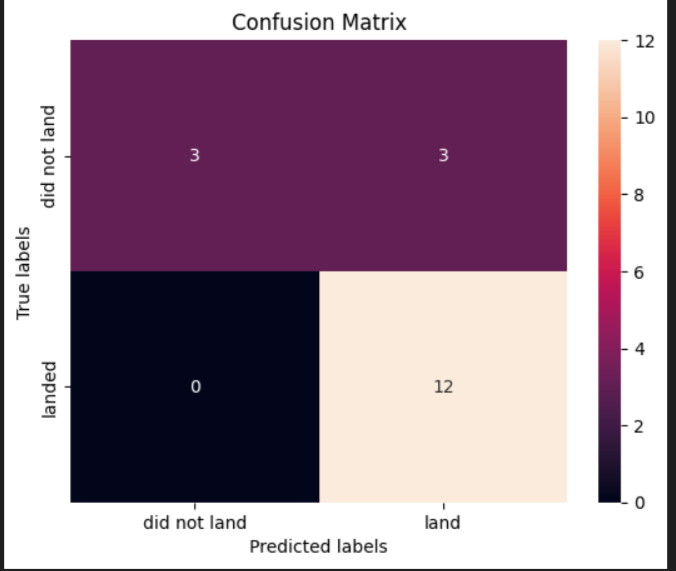 Confusion Matrix
True labels
did not land
landed
3
3
0
12
did not land
land
Predicted labels
12
10
8
6
4
2
0